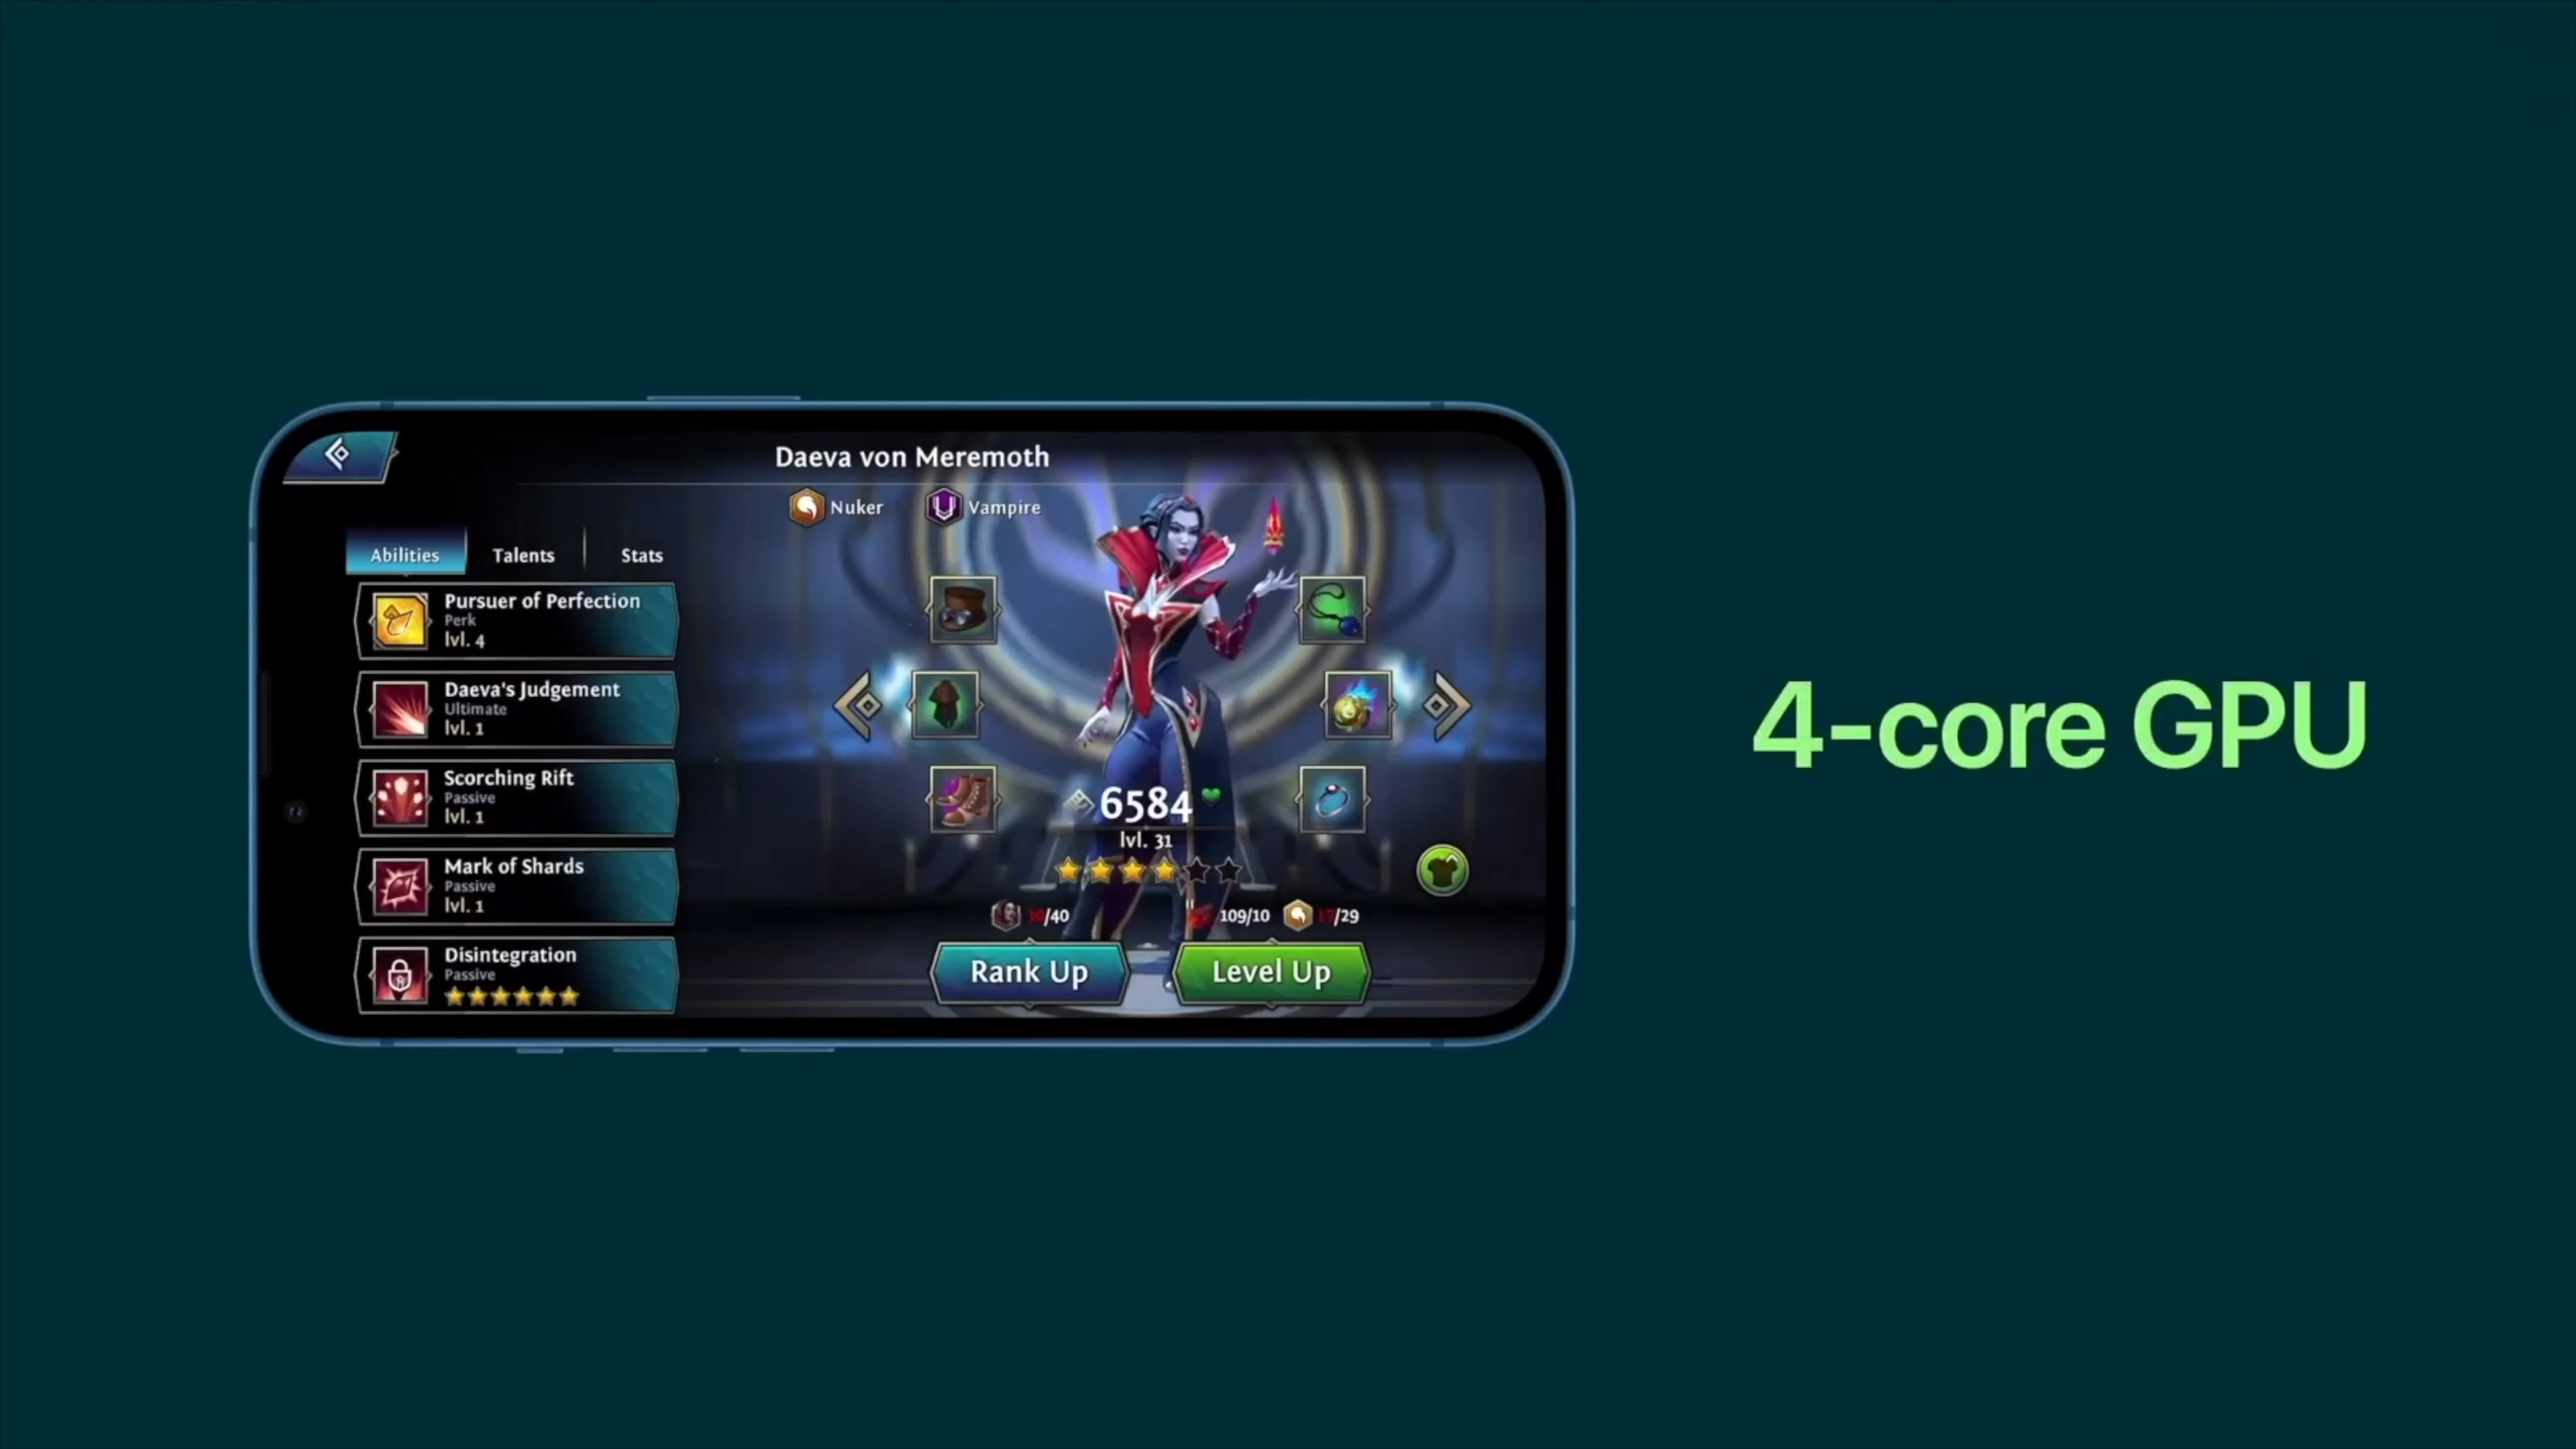 Daeva von Meremoth
Nuker
Vampire
Abilities
Talents
Stats
Pursuer of Perfection
Perk
lvl. 4
Daeva's Judgement
Ultimate
lvl. 1
Scorching Rift
Passive
lvl. 1
Mark of Shards
Passive
lvl. 1
Disintegration
Passive
6584
lvl. 31
/40
109/10
17/29
Rank Up
Level Up
4-core GPU